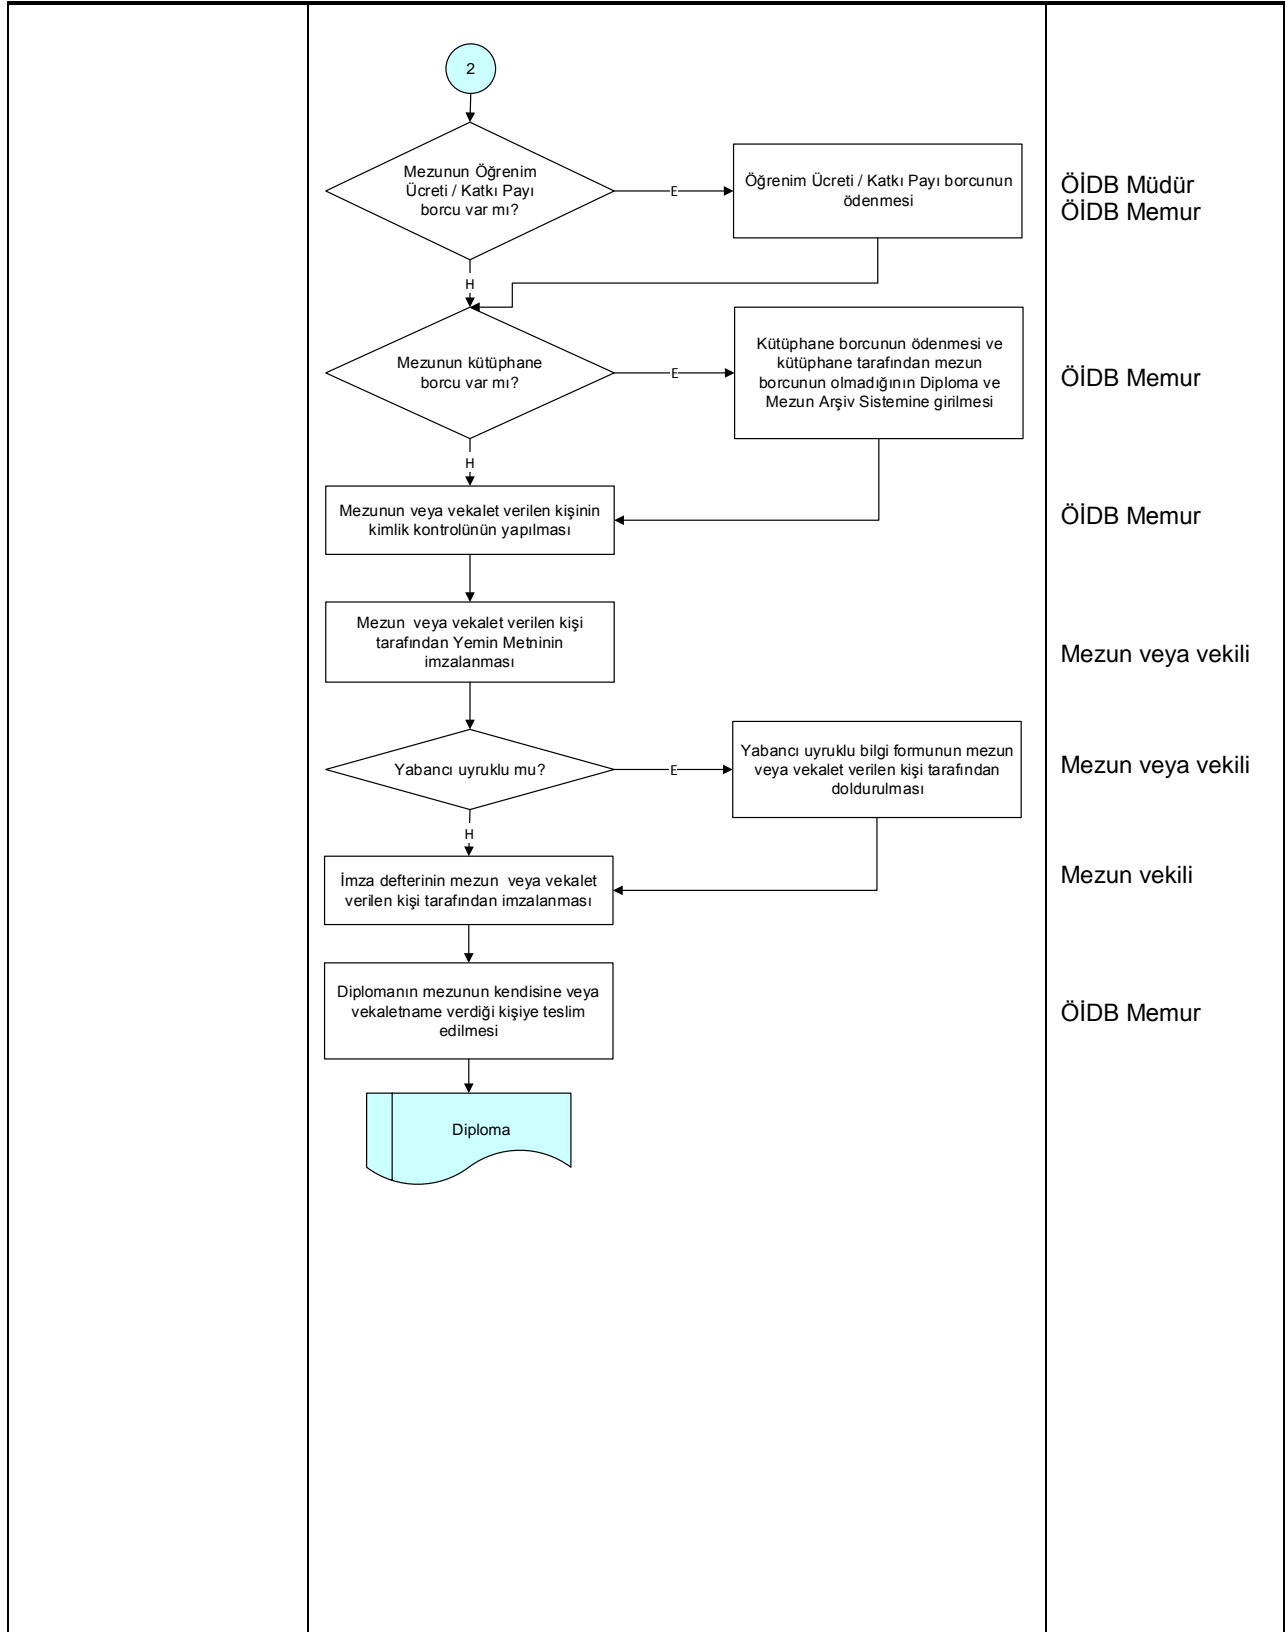 2
Mezunun Öğrenim
Ücreti / Katkı Payı
borcu var mı?
E
Öğrenim Ücreti / Katkı Payı borcunun
ödenmesi
ÖİDB Müdür
ÖİDB Memur
H
Mezunun kütüphane
borcu var mı?
E
Kütüphane borcunun ödenmesi ve
kütüphane tarafından mezun
borcunun olmadığının Diploma ve
Mezun Arşiv Sistemine girilmesi
ÖİDB Memur
H
Mezunun veya vekalet verilen kişinin
kimlik kontrolünün yapılması
ÖİDB Memur
Mezun veya vekalet verilen kişi
tarafından Yemin Metninin
imzalanması
Mezun veya vekili
Yabancı uyruklu mu?
E
Yabancı uyruklu bilgi formunun mezun
veya vekalet verilen kişi tarafından
doldurulması
Mezun veya vekili
H
İmza defterinin mezun veya vekalet
verilen kişi tarafından imzalanması
Mezun vekili
Diplomanın mezunun kendisine veya
vekaletname verdiği kişiye teslim
edilmesi
ÖİDB Memur
Diploma